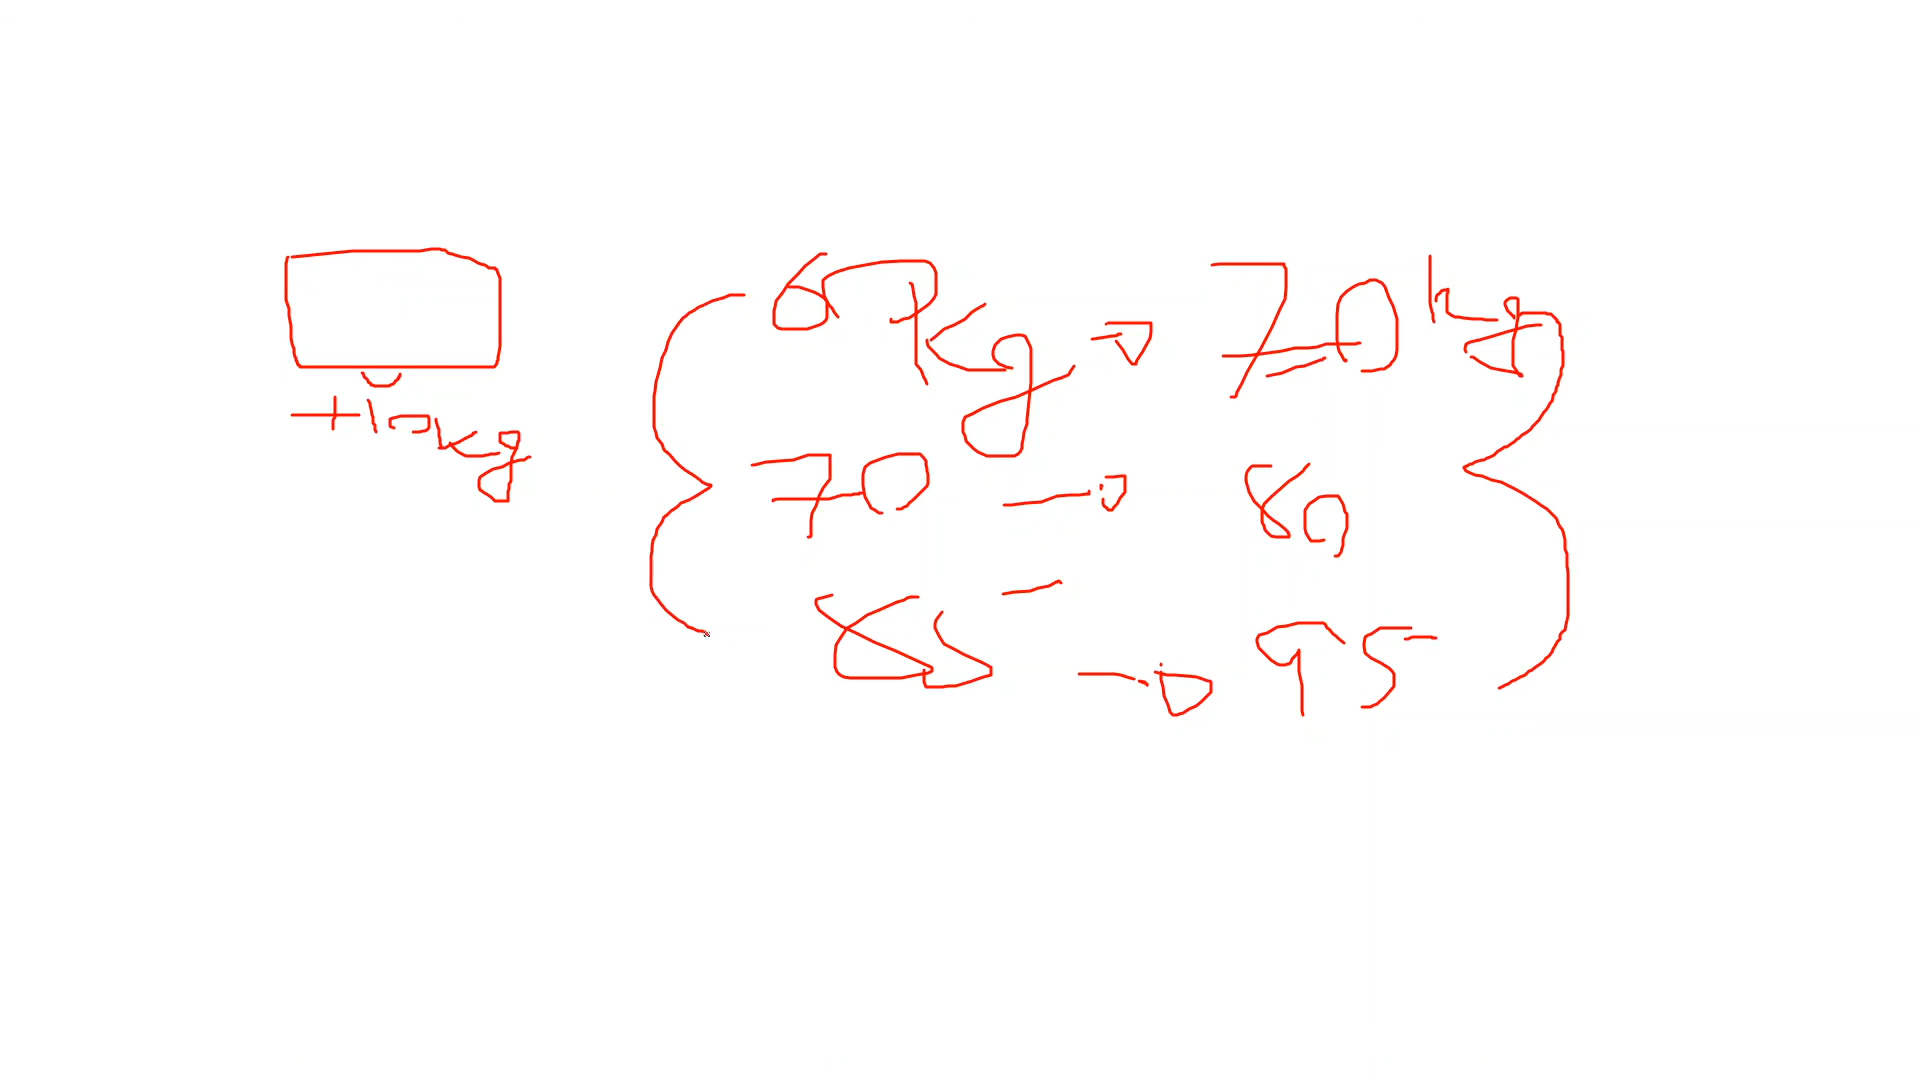 +10kg
60kg → 70kg
70 → 80
85 → 95